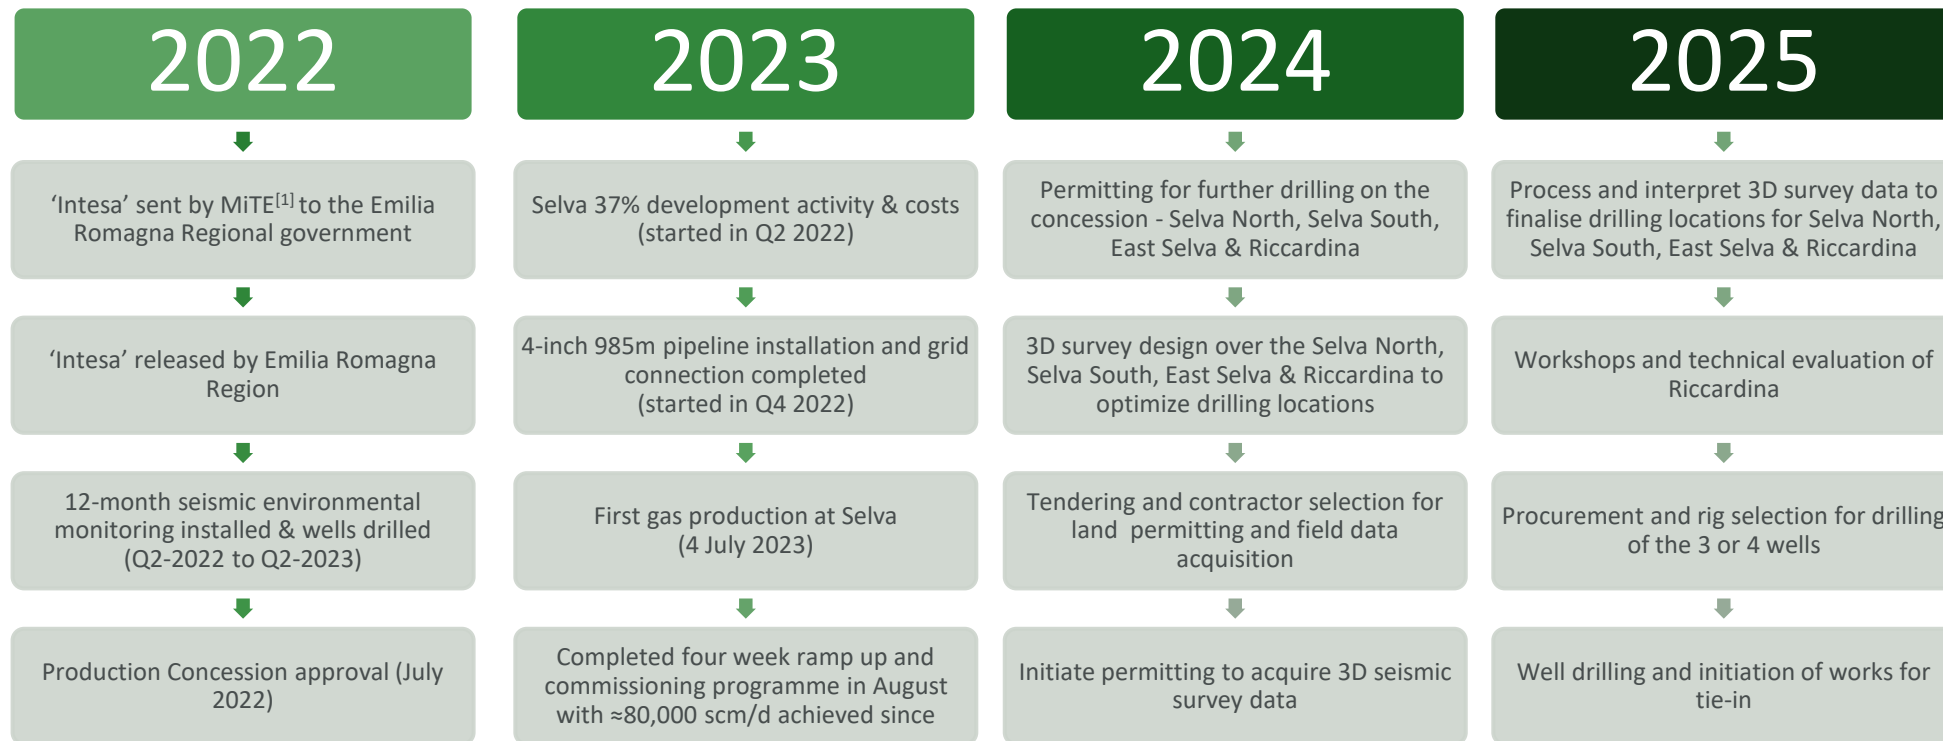 2022
'Intesa' sent by MiTE[1] to the Emilia
Romagna Regional government
'Intesa' released by Emilia Romagna
Region
12-month seismic environmental
monitoring installed & wells drilled
(Q2-2022 to Q2-2023)
Production Concession approval (July
2022)
2023
Selva 37% development activity & costs
(started in Q2 2022)
4-inch 985m pipeline installation and grid
connection completed
(started in Q4 2022)
First gas production at Selva
(4 July 2023)
Completed four week ramp up and
commissioning programme in August
with ≈80,000 scm/d achieved since
2024
Permitting for further drilling on the
concession - Selva North, Selva South,
East Selva & Riccardina
3D survey design over the Selva North,
Selva South, East Selva & Riccardina to
optimize drilling locations
Tendering and contractor selection for
land permitting and field data
acquisition
Initiate permitting to acquire 3D seismic
survey data
2025
Process and interpret 3D survey data to
finalise drilling locations for Selva North,
Selva South, East Selva & Riccardina
Workshops and technical evaluation of
Riccardina
Procurement and rig selection for drilling
of the 3 or 4 wells
Well drilling and initiation of works for
tie-in